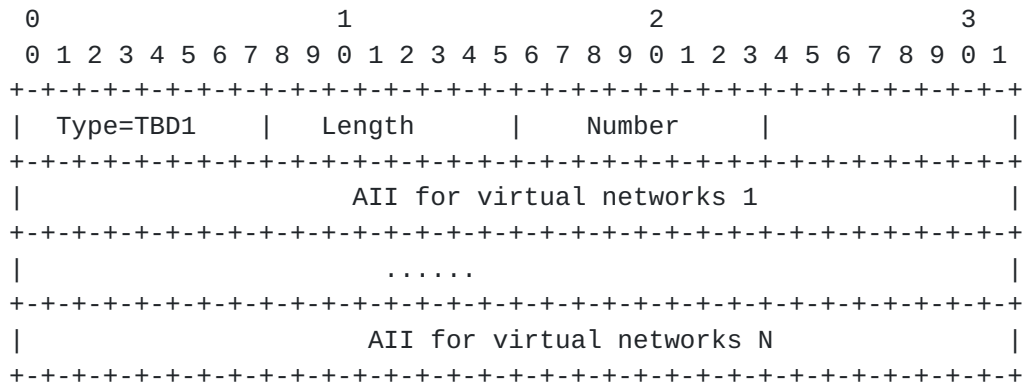 0                   1                   2                   3
 0 1 2 3 4 5 6 7 8 9 0 1 2 3 4 5 6 7 8 9 0 1 2 3 4 5 6 7 8 9 0 1
+-+-+-+-+-+-+-+-+-+-+-+-+-+-+-+-+-+-+-+-+-+-+-+-+-+-+-+-+-+-+-+-+
|  Type=TBD1    |   Length      |    Number     |               |
+-+-+-+-+-+-+-+-+-+-+-+-+-+-+-+-+-+-+-+-+-+-+-+-+-+-+-+-+-+-+-+-+
|                     AII for virtual networks 1                |
+-+-+-+-+-+-+-+-+-+-+-+-+-+-+-+-+-+-+-+-+-+-+-+-+-+-+-+-+-+-+-+-+
|                       ......                                  |
+-+-+-+-+-+-+-+-+-+-+-+-+-+-+-+-+-+-+-+-+-+-+-+-+-+-+-+-+-+-+-+-+
|                      AII for virtual networks N               |
+-+-+-+-+-+-+-+-+-+-+-+-+-+-+-+-+-+-+-+-+-+-+-+-+-+-+-+-+-+-+-+-+